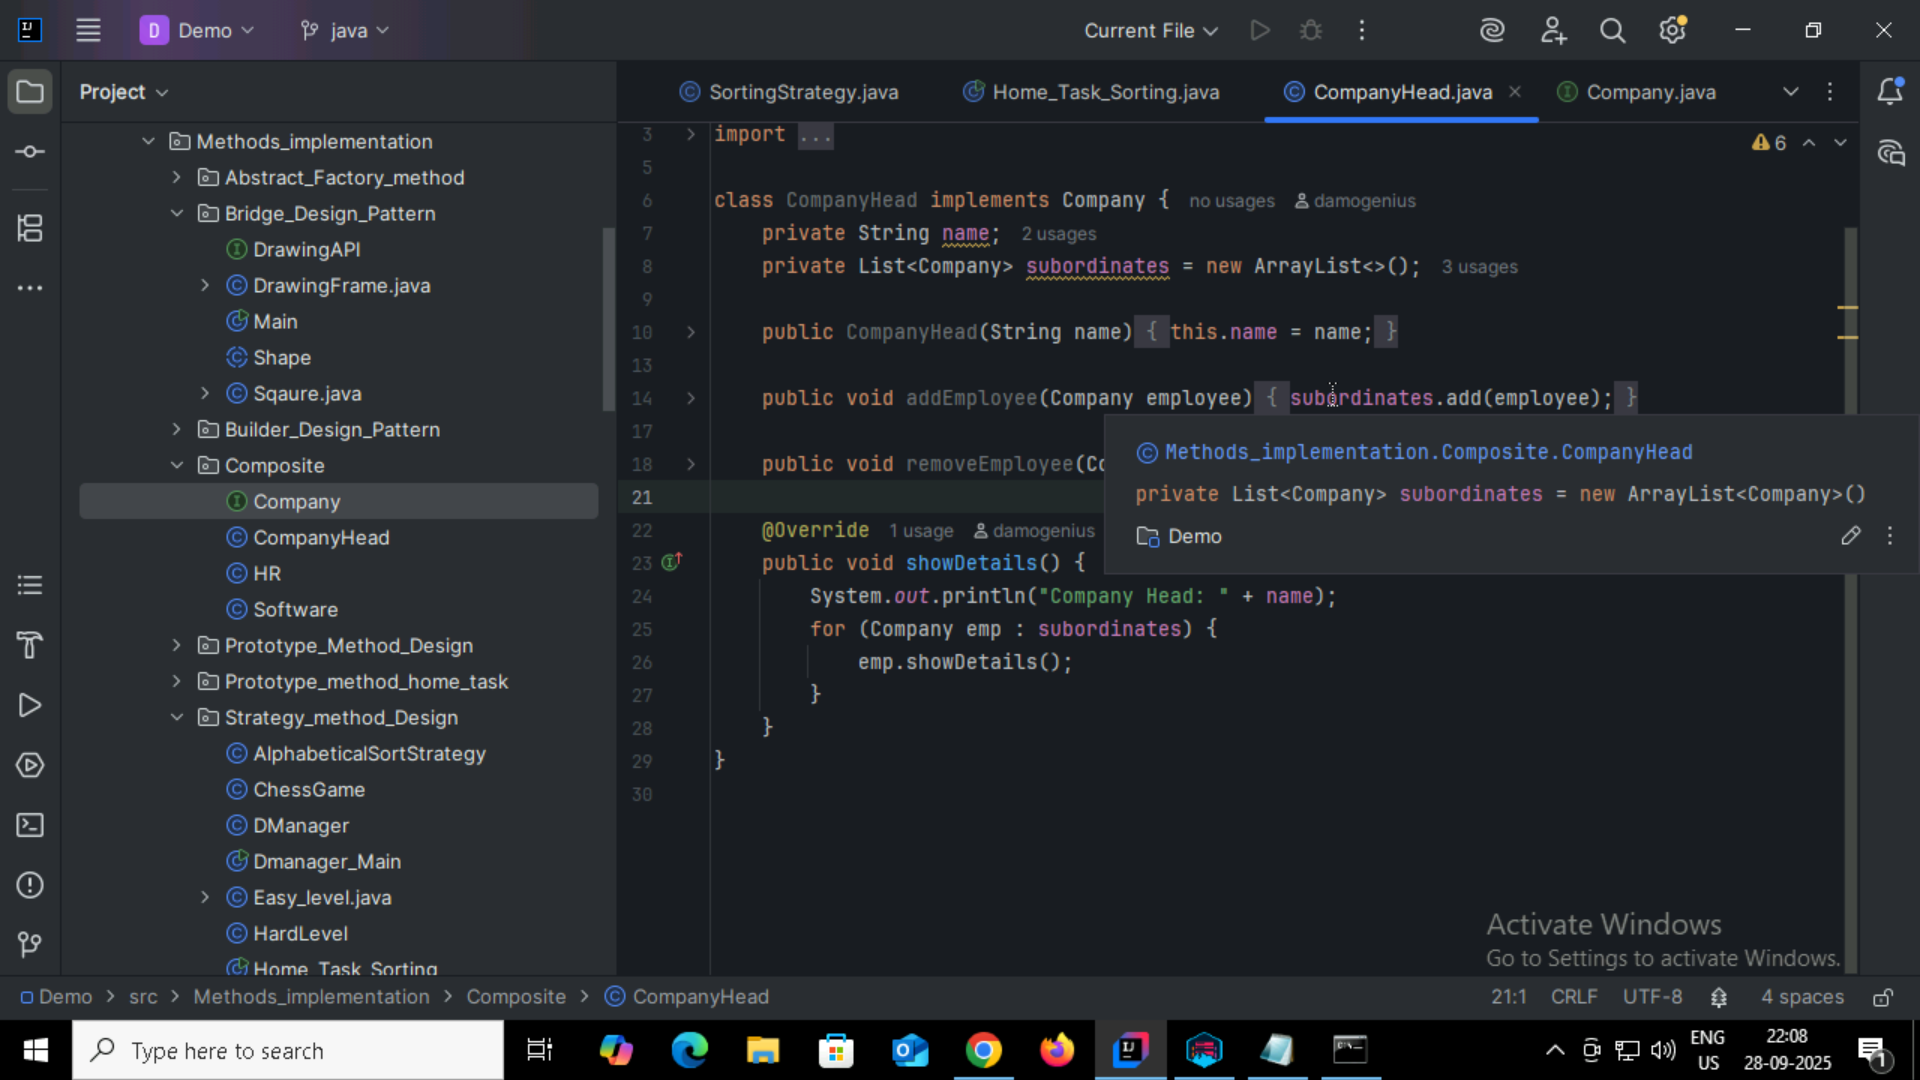 D Demo java Current File
Project
SortingStrategy.java Home_Task_Sorting.java CompanyHead.java Company.java
Methods_implementation
Abstract_Factory_method
Bridge_Design_Pattern
DrawingAPI
DrawingFrame.java
Main
Shape
Sqaure.java
Builder_Design_Pattern
Composite
Company
CompanyHead
HR
Software
Prototype_Method_Design
Prototype_method_home_task
Strategy_method_Design
AlphabeticalSortStrategy
ChessGame
DManager
Dmanager_Main
Easy_level.java
HardLevel
Home_Task_Sorting
6
3 import ...
5
6 class CompanyHead implements Company { no usages damogenius
7 private String name; 2 usages
8 private List<Company> subordinates = new ArrayList<>(); 3 usages
9
10 public CompanyHead(String name) { this.name = name; }
13
14 public void addEmployee(Company employee) { subordinates.add(employee); }
17
18 public void removeEmployee(Co
21
22 @Override 1 usage damogenius
23 public void showDetails() {
24 System.out.println("Company Head: " + name);
25 for (Company emp : subordinates) {
26 emp.showDetails();
27 }
28 }
29 }
30
Methods_implementation.Composite.CompanyHead
private List<Company> subordinates = new ArrayList<Company>()
Demo
Activate Windows
Go to Settings to activate Windows.
Demo > src > Methods_implementation > Composite > CompanyHead
21:1 CRLF UTF-8 4 spaces
Type here to search
ENG
US
22:08
28-09-2025
1